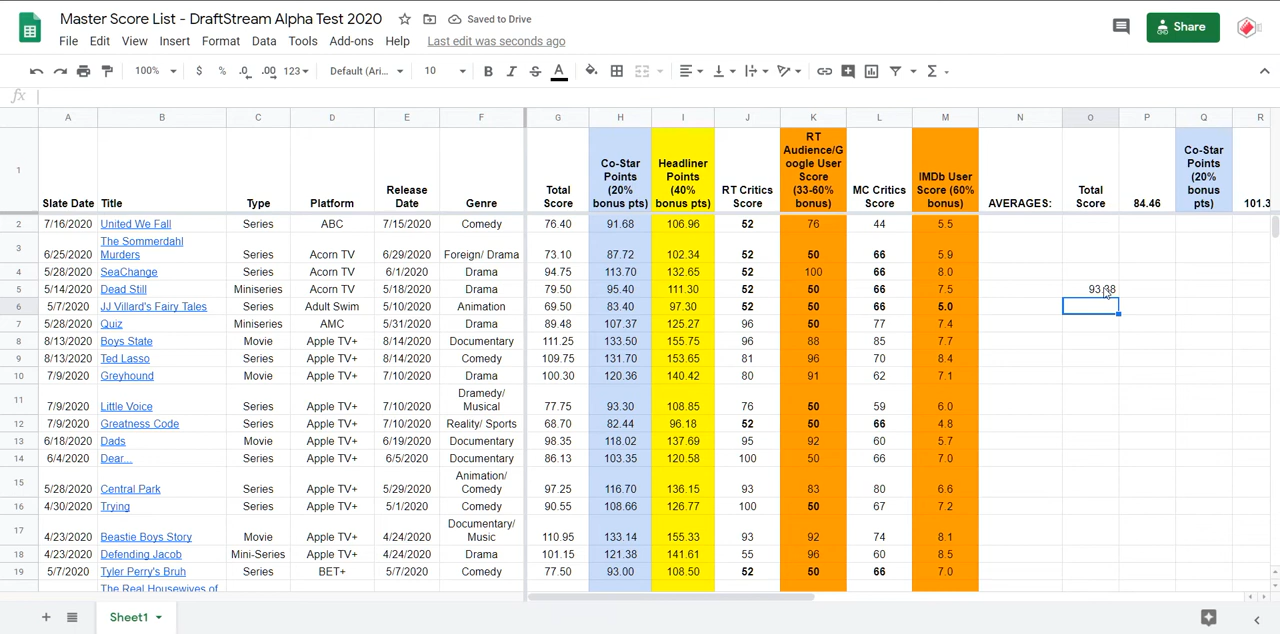 Master Score List - DraftStream Alpha Test 2020 Saved to Drive
File Edit View Insert Format Data Tools Add-ons Help Last edit was seconds ago
Share
100% $ % .0 .00 123 Default (Ari... 10 B I S A
fx
A B C D E F G H I J K L M N O P Q R
1 Slate Date Title Type Platform Release Date Genre Total Score Co-Star Points (20% bonus pts) Headliner Points (40% bonus pts) RT Critics Score RT Audience/Google User Score (33-60% bonus) MC Critics Score IMDb User Score (60% bonus) AVERAGES: Total Score 84.46 Co-Star Points (20% bonus pts) 101.3
2 7/16/2020 United We Fall Series ABC 7/15/2020 Comedy 76.40 91.68 106.96 52 76 44 5.5
3 6/25/2020 The Sommerdahl Murders Series Acorn TV 6/29/2020 Foreign/ Drama 73.10 87.72 102.34 52 50 66 5.9
4 5/28/2020 SeaChange Series Acorn TV 6/1/2020 Drama 94.75 113.70 132.65 52 100 66 8.0
5 5/14/2020 Dead Still Miniseries Acorn TV 5/18/2020 Drama 79.50 95.40 111.30 52 50 66 7.5 93.38
6 5/7/2020 JJ Villard's Fairy Tales Series Adult Swim 5/10/2020 Animation 69.50 83.40 97.30 52 50 66 5.0
7 5/28/2020 Quiz Miniseries AMC 5/31/2020 Drama 89.48 107.37 125.27 96 50 77 7.4
8 8/13/2020 Boys State Movie Apple TV+ 8/14/2020 Documentary 111.25 133.50 155.75 96 88 85 7.7
9 8/13/2020 Ted Lasso Series Apple TV+ 8/14/2020 Comedy 109.75 131.70 153.65 81 96 70 8.4
10 7/9/2020 Greyhound Movie Apple TV+ 7/10/2020 Drama 100.30 120.36 140.42 80 91 62 7.1
11 7/9/2020 Little Voice Series Apple TV+ 7/10/2020 Dramedy/ Musical 77.75 93.30 108.85 76 50 59 6.0
12 7/9/2020 Greatness Code Series Apple TV+ 7/10/2020 Reality/ Sports 68.70 82.44 96.18 52 50 66 4.8
13 6/18/2020 Dads Movie Apple TV+ 6/19/2020 Documentary 98.35 118.02 137.69 95 92 60 5.7
14 6/4/2020 Dear... Series Apple TV+ 6/5/2020 Documentary 86.13 103.35 120.58 100 50 66 7.0
15 5/28/2020 Central Park Series Apple TV+ 5/29/2020 Animation/ Comedy 97.25 116.70 136.15 93 83 80 6.6
16 4/30/2020 Trying Series Apple TV+ 5/1/2020 Comedy 90.55 108.66 126.77 100 50 67 7.2
17 4/23/2020 Beastie Boys Story Movie Apple TV+ 4/24/2020 Documentary/ Music 110.95 133.14 155.33 93 92 74 8.1
18 4/23/2020 Defending Jacob Mini-Series Apple TV+ 4/24/2020 Drama 101.15 121.38 141.61 55 96 60 8.5
19 5/7/2020 Tyler Perry's Bruh Series BET+ 5/7/2020 Comedy 77.50 93.00 108.50 52 50 66 7.0
The Real Housewives of
Sheet1